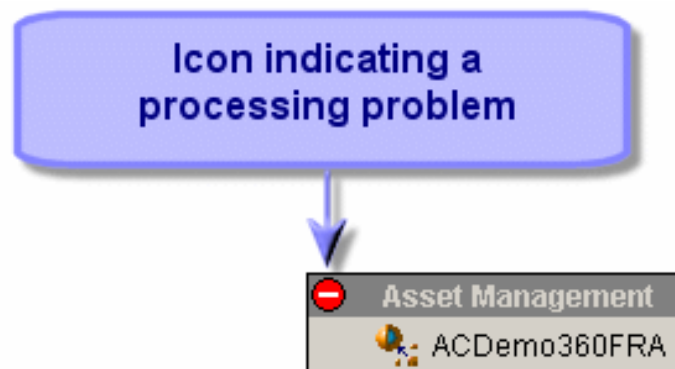 Icon indicating a
processing problem
Asset Management
ACDemo360FRA